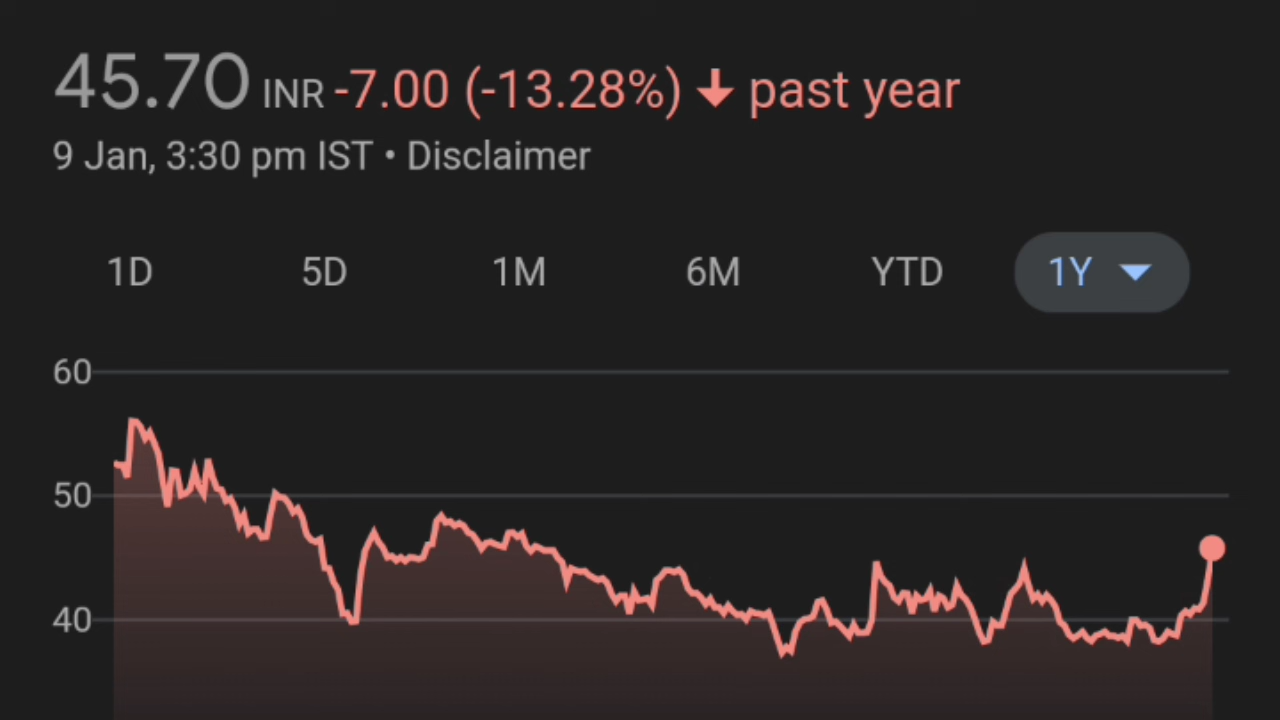 45.70 INR -7.00 (-13.28%) ↓ past year
9 Jan, 3:30 pm IST • Disclaimer
1D 5D 1M 6M YTD 1Y
60
50
40